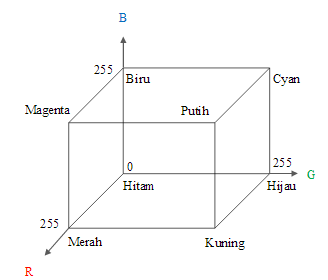 B
255
Biru
Cyan
Magenta
Putih
0
255
Hitam
Hijau
G
255
Merah
Kuning
R